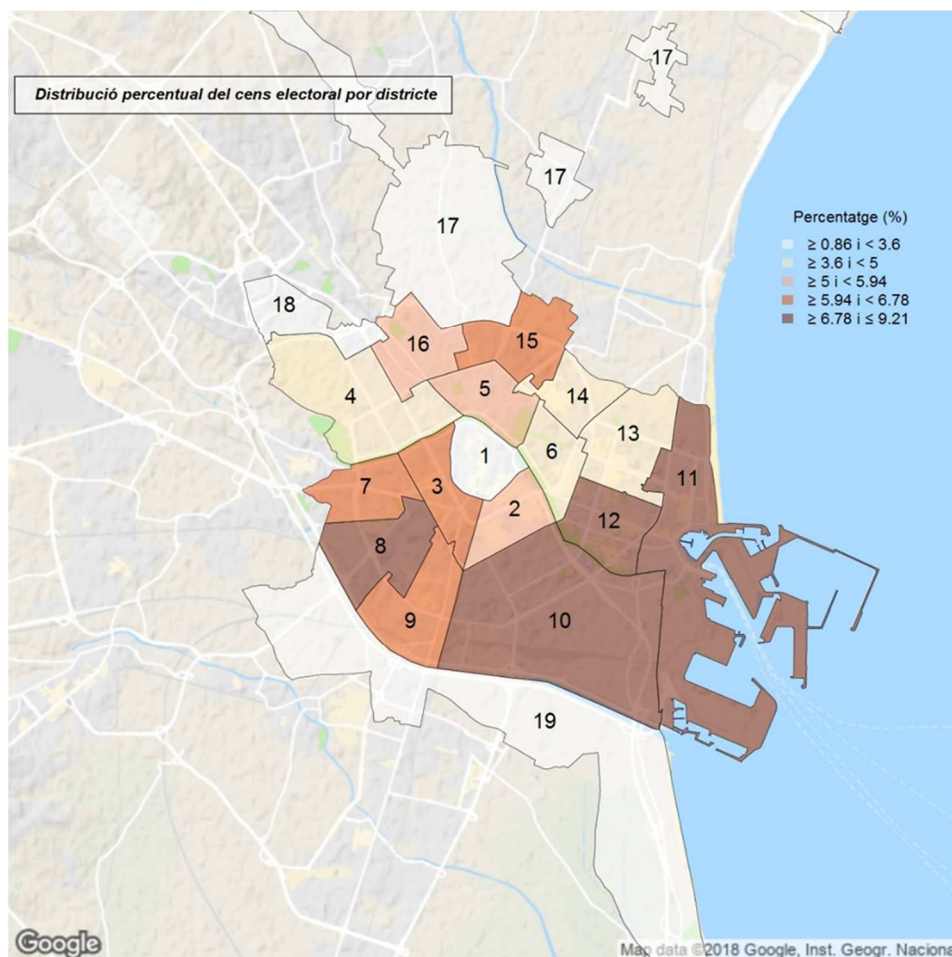 17
Distribució percentual del cens electoral por districte
17
17
Percentatge (%)
≥ 0.86 i < 3.6
≥ 3.6 i < 5
≥ 5 i < 5.94
≥ 5.94 i < 6.78
≥ 6.78 i ≤ 9.21
18
16
15
4
5
14
13
6
1
11
7
3
2
12
8
9
10
19
Google
Map data ©2018 Google, Inst. Geogr. Naciona